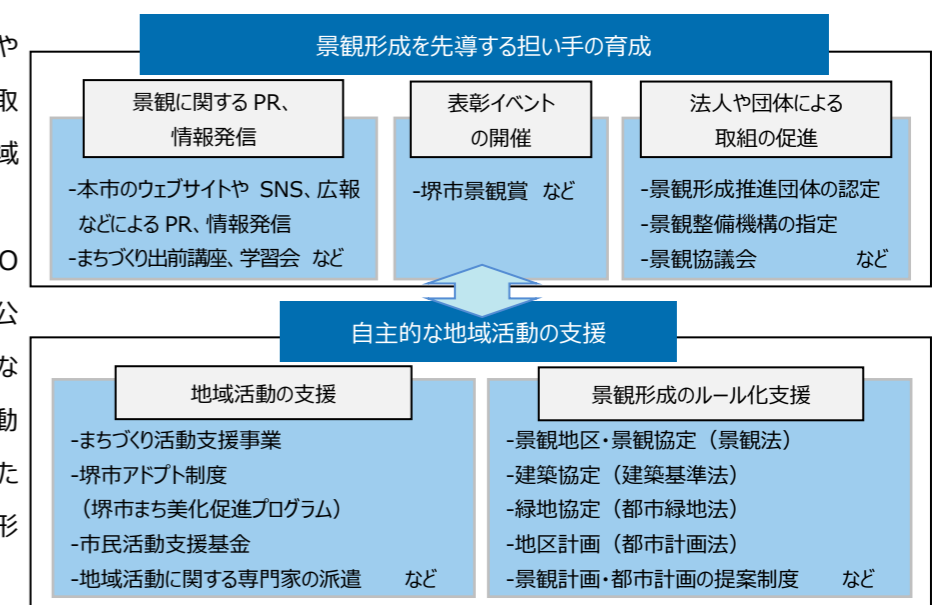 や
取
域
O
公
な
動
た
形
景観形成を先導する担い手の育成
景観に関する PR、
情報発信
-本市のウェブサイトや SNS、広報
などによる PR、情報発信
-まちづくり出前講座、学習会 など
表彰イベント
の開催
-堺市景観賞 など
法人や団体による
取組の促進
-景観形成推進団体の認定
-景観整備機構の指定
-景観協議会 など
自主的な地域活動の支援
地域活動の支援
-まちづくり活動支援事業
-堺市アドプト制度
（堺市まち美化促進プログラム）
-市民活動支援基金
-地域活動に関する専門家の派遣 など
景観形成のルール化支援
-景観地区・景観協定（景観法）
-建築協定（建築基準法）
-緑地協定（都市緑地法）
-地区計画（都市計画法）
-景観計画・都市計画の提案制度 など